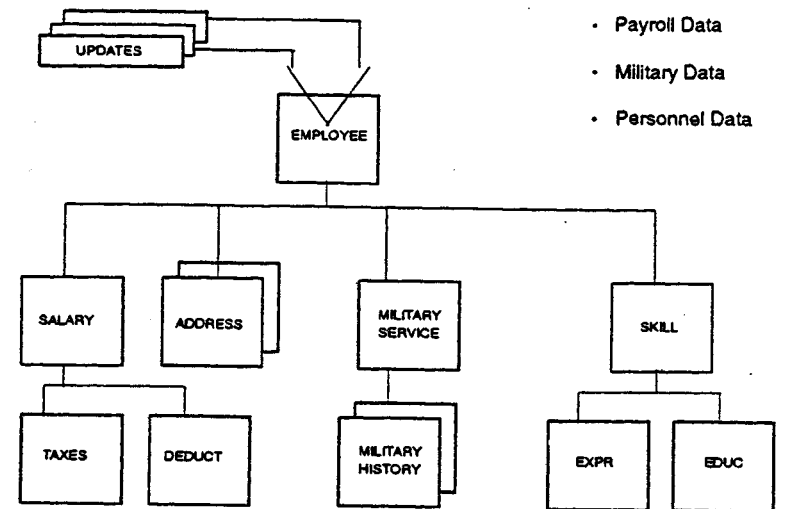 UPDATES
• Payroll Data
• Military Data
• Personnel Data
EMPLOYEE
SALARY
ADDRESS
MILITARY
SERVICE
SKILL
TAXES
DEDUCT
MILITARY
HISTORY
EXPR
EDUC